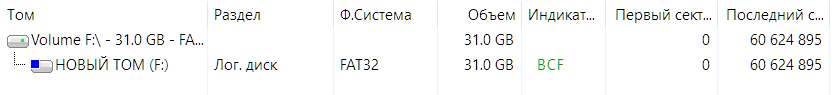 Том Раздел Ф.Система Объем Индикат... Первый сект... Последний с...
Volume F:\ - 31.0 GB - FA... 31.0 GB 0 60 624 895
НОВЫЙ ТОМ (F:) Лог. диск FAT32 31.0 GB BCF 0 60 624 895